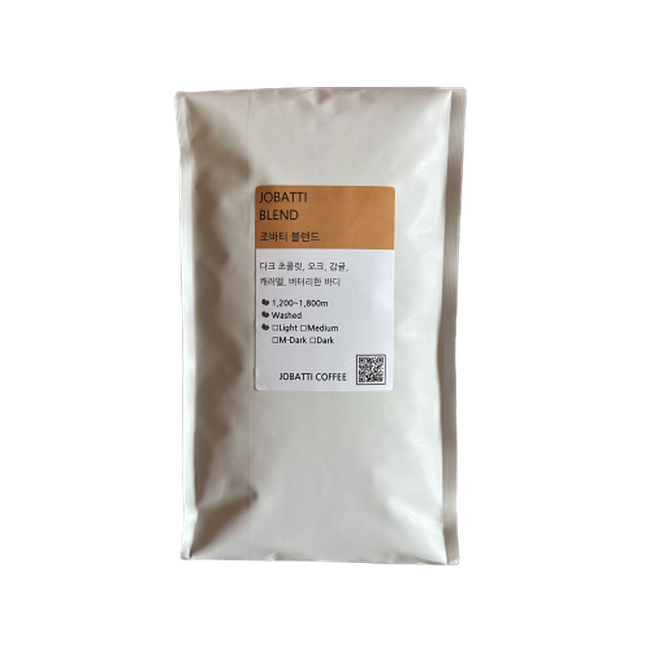 JOBATTI
BLEND
조바티 블렌드
다크 초콜릿, 오크, 감귤,
캐러멜, 버터리한 바디
1,200~1,800m
Washed
☐Light ☐Medium
☐M-Dark ☐Dark
JOBATTI COFFEE